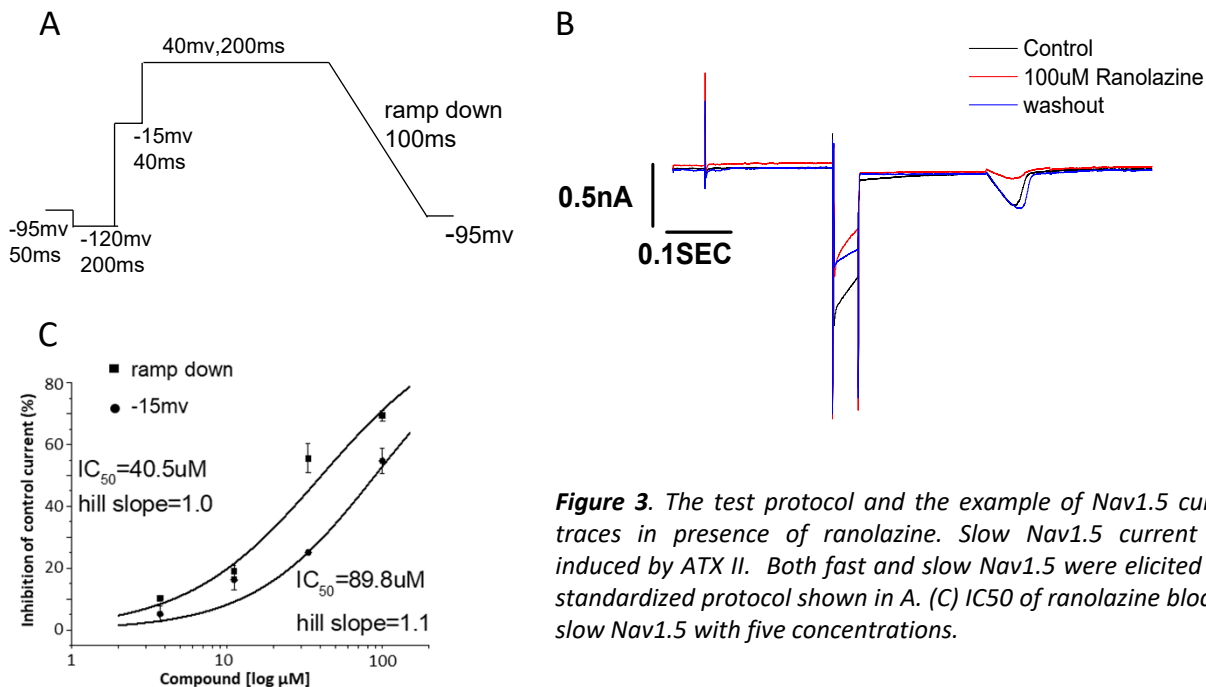 A
40mv,200ms
ramp down
100ms
-15mv
40ms
-95mv
50ms
-120mv
200ms
-95mv
B
Control
100uM Ranolazine
washout
0.5nA
0.1SEC
C
ramp down
-15mv
80
60
40
20
0
Inhibition of control current (%)
IC50=40.5uM
hill slope=1.0
IC50=89.8uM
hill slope=1.1
1
10
100
Compound [log µM]
Figure 3. The test protocol and the example of Nav1.5 cur
traces in presence of ranolazine. Slow Nav1.5 current
induced by ATX II. Both fast and slow Nav1.5 were elicited
standardized protocol shown in A. (C) IC50 of ranolazine bloc
slow Nav1.5 with five concentrations.